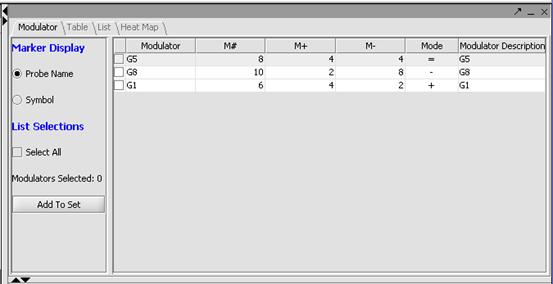 Modulator Table List Heat Map
Marker Display
Probe Name
Symbol
List Selections
Select All
Modulators Selected: 0
Add To Set
Modulator M# M+ M- Mode Modulator Description
G5 8 4 4 = G5
G8 10 2 8 - G8
G1 6 4 2 + G1